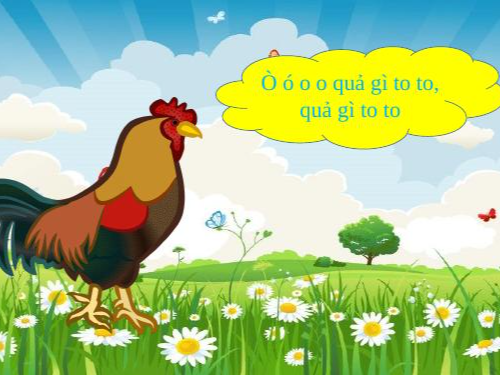 Ò ó o o quả gì to to,
quả gì to to